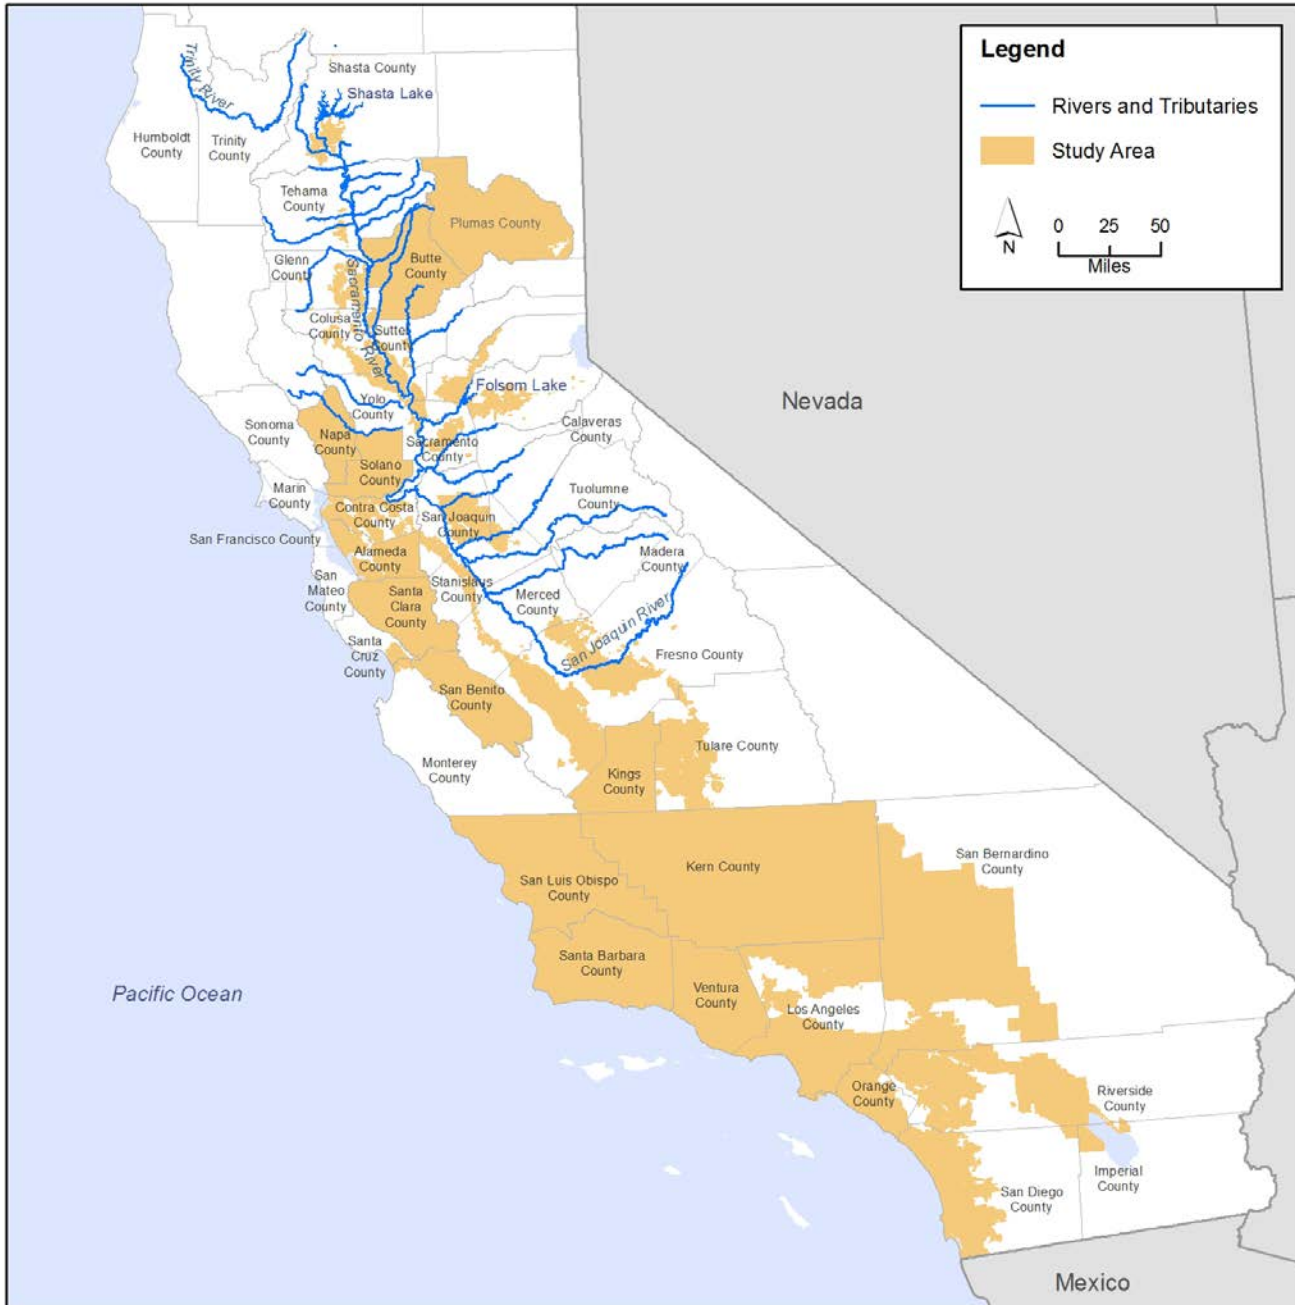 Legend
Rivers and Tributaries
Study Area
N
0 25 50
Miles
Trinity River
Shasta County
Shasta Lake
Humboldt
County
Trinity
County
Tehama
County
Plumas County
Glenn
County
Butte
County
Sacramento River
Colusa
County
Sutter
County
Folsom Lake
Nevada
Yolo
County
Sonoma
County
Napa
County
Sacramento
County
Calaveras
County
Solano
County
Marin
County
Contra Costa
County
San Joaquin
County
Tuolumne
County
San Francisco County
Alameda
County
Madera
County
San
Mateo
County
Santa
Clara
County
Stanislaus
County
Merced
County
San Joaquin River
Santa
Cruz
County
Fresno County
San Benito
County
Monterey
County
Tulare County
Kings
County
Kern County
San Bernardino
County
San Luis Obispo
County
Santa Barbara
County
Ventura
County
Los Angeles
County
Pacific Ocean
Orange
County
Riverside
County
San Diego
County
Imperial
County
Mexico